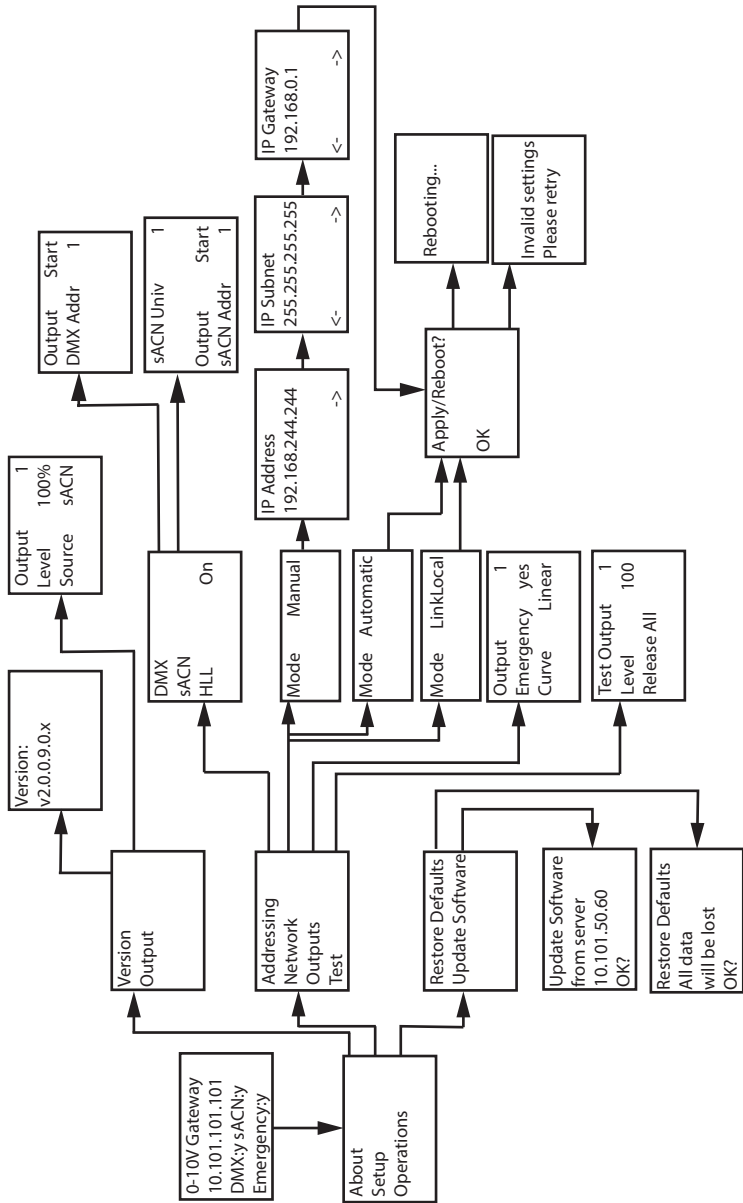 0-10V Gateway
10.101.101.101
DMX:y sACN:y
Emergency:y
About
Setup
Operations
Version
Output
Version:
v2.0.0.9.0.x
Output 1
Level 100%
Source sACN
Addressing
Network
Outputs
Test
DMX
sACN
HLL On
Output Start
DMX Addr 1
sACN Univ 1
Output Start
sACN Addr 1
Mode Manual
IP Address
192.168.244.244
->
IP Subnet
255.255.255.255
<- ->
IP Gateway
192.168.0.1
<- ->
Mode Automatic
Mode LinkLocal
Apply/Reboot?
OK
Rebooting...
Invalid settings
Please retry
Output 1
Emergency yes
Curve Linear
Test Output 1
Level 100
Release All
Restore Defaults
Update Software
Update Software
from server
10.101.50.60
OK?
Restore Defaults
All data
will be lost
OK?